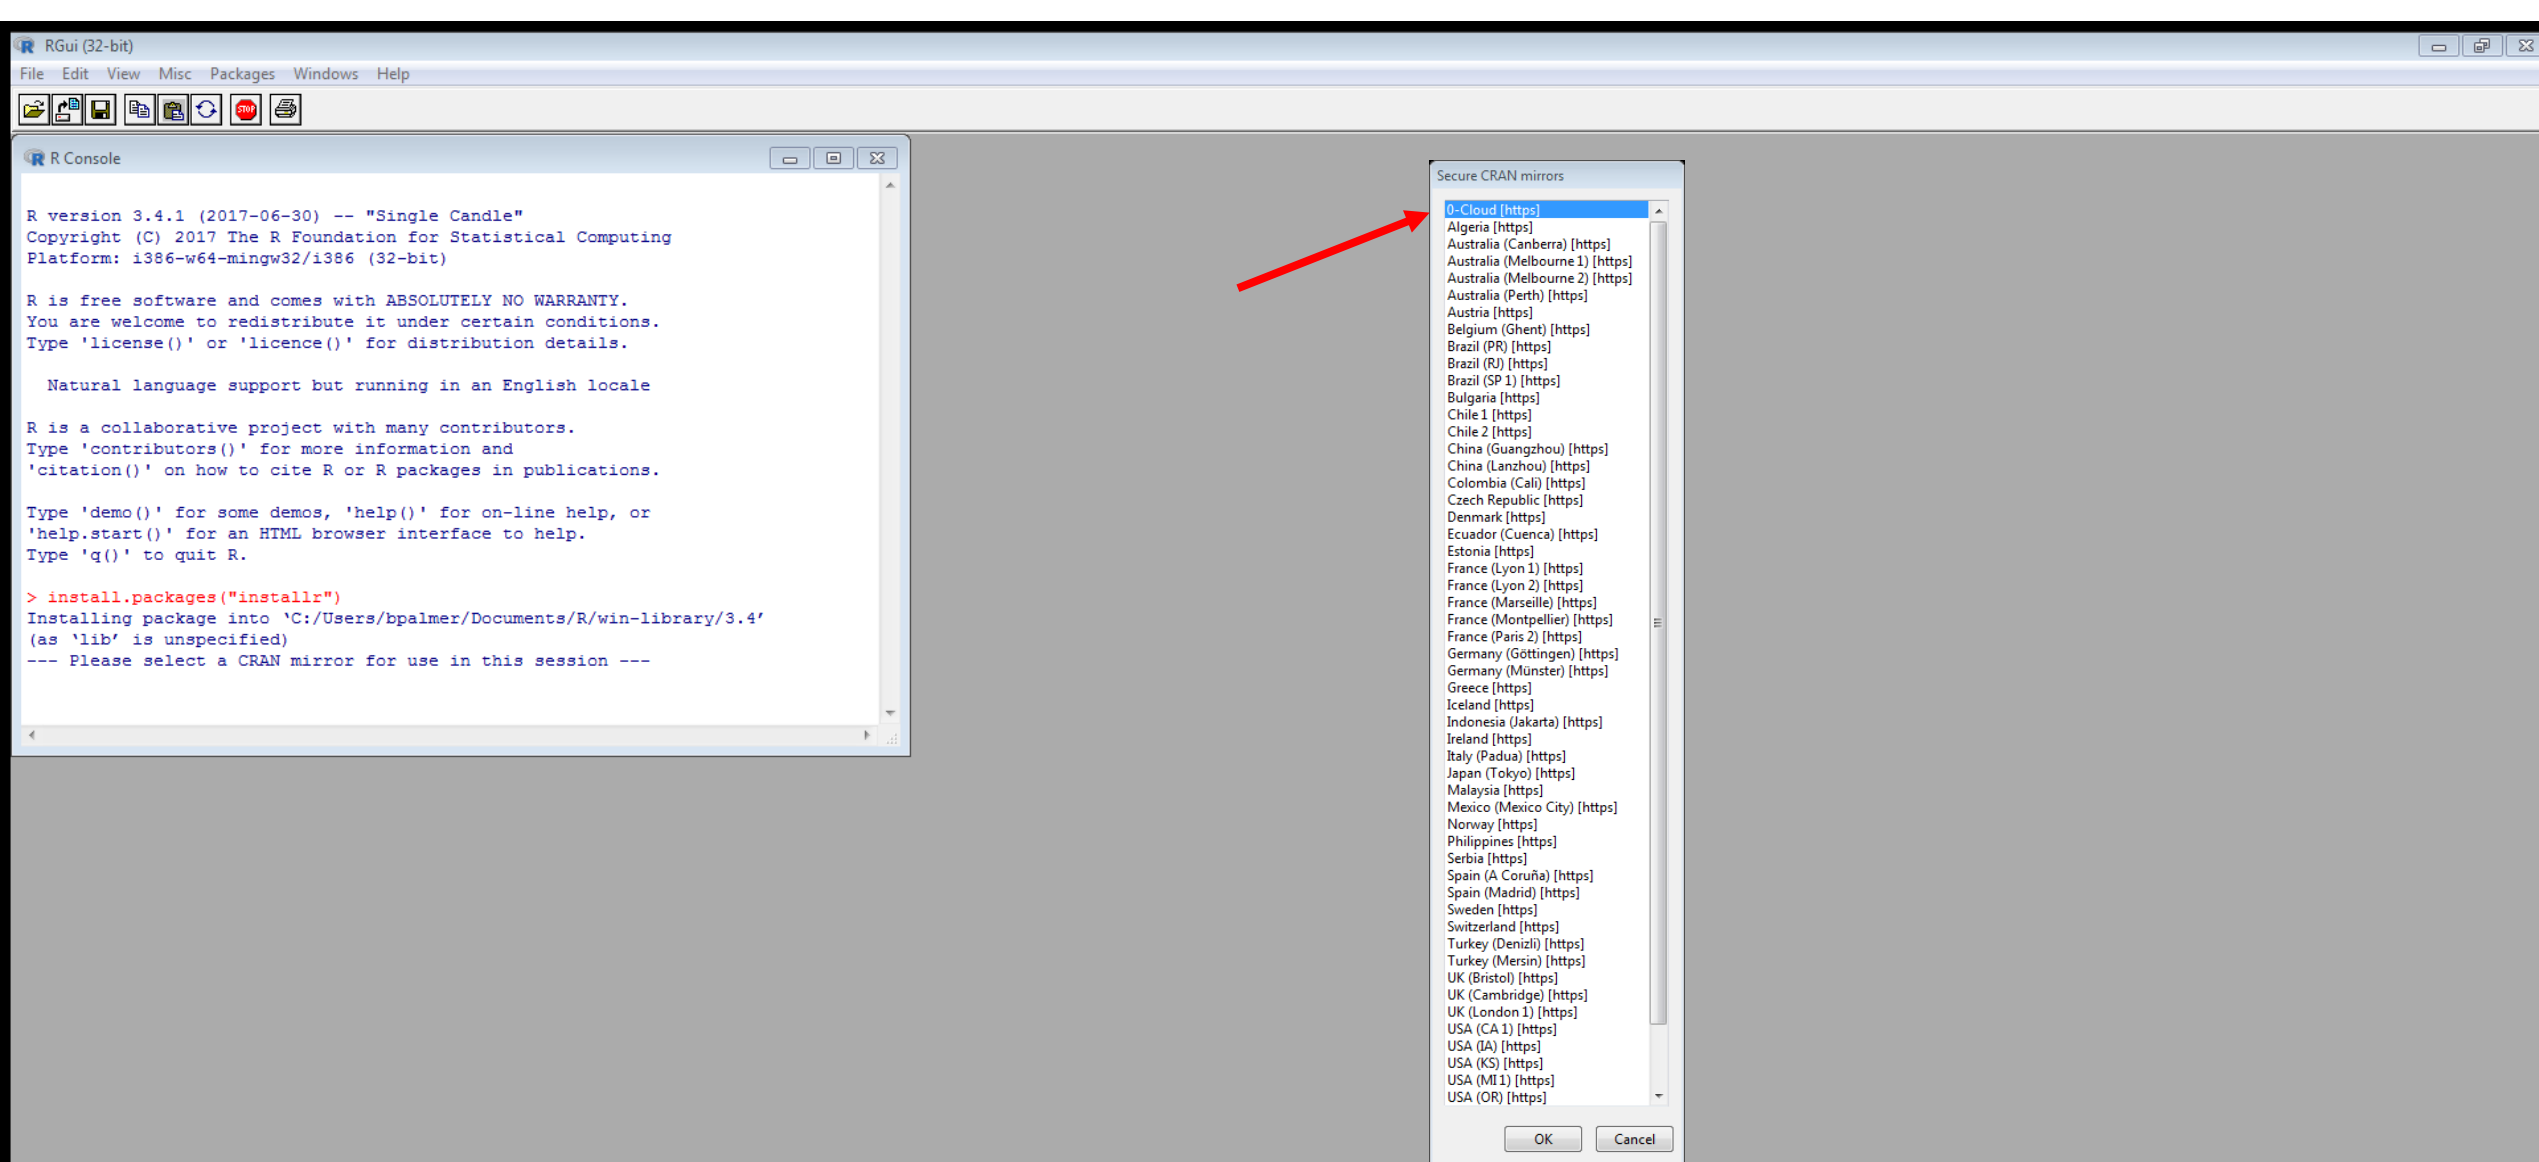 RGui (32-bit)
File Edit View Misc Packages Windows Help
STOP
R Console
R version 3.4.1 (2017-06-30) -- "Single Candle"
Copyright (C) 2017 The R Foundation for Statistical Computing
Platform: i386-w64-mingw32/i386 (32-bit)
R is free software and comes with ABSOLUTELY NO WARRANTY.
You are welcome to redistribute it under certain conditions.
Type 'license()' or 'licence()' for distribution details.
Natural language support but running in an English locale
R is a collaborative project with many contributors.
Type 'contributors()' for more information and
'citation()' on how to cite R or R packages in publications.
Type 'demo()' for some demos, 'help()' for on-line help, or
'help.start()' for an HTML browser interface to help.
Type 'q()' to quit R.
> install.packages("installr")
Installing package into ‘C:/Users/bpalmer/Documents/R/win-library/3.4’
(as ‘lib’ is unspecified)
--- Please select a CRAN mirror for use in this session ---
Secure CRAN mirrors
0-Cloud [https]
Algeria [https]
Australia (Canberra) [https]
Australia (Melbourne 1) [https]
Australia (Melbourne 2) [https]
Australia (Perth) [https]
Austria [https]
Belgium (Ghent) [https]
Brazil (PR) [https]
Brazil (RJ) [https]
Brazil (SP 1) [https]
Bulgaria [https]
Chile 1 [https]
Chile 2 [https]
China (Guangzhou) [https]
China (Lanzhou) [https]
Colombia (Cali) [https]
Czech Republic [https]
Denmark [https]
Ecuador (Cuenca) [https]
Estonia [https]
France (Lyon 1) [https]
France (Lyon 2) [https]
France (Marseille) [https]
France (Montpellier) [https]
France (Paris 2) [https]
Germany (Göttingen) [https]
Germany (Münster) [https]
Greece [https]
Iceland [https]
Indonesia (Jakarta) [https]
Ireland [https]
Italy (Padua) [https]
Japan (Tokyo) [https]
Malaysia [https]
Mexico (Mexico City) [https]
Norway [https]
Philippines [https]
Serbia [https]
Spain (A Coruña) [https]
Spain (Madrid) [https]
Sweden [https]
Switzerland [https]
Turkey (Denizli) [https]
Turkey (Mersin) [https]
UK (Bristol) [https]
UK (Cambridge) [https]
UK (London 1) [https]
USA (CA 1) [https]
USA (IA) [https]
USA (KS) [https]
USA (MI 1) [https]
USA (OR) [https]
OK Cancel